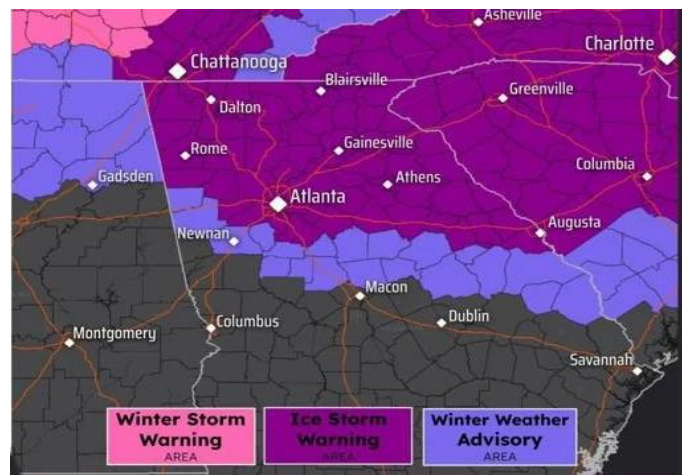 Asheville
Charlotte
Chattanooga
Blairsville
Greenville
Dalton
Gainesville
Rome
Columbia
Gadsden
Athens
Atlanta
Augusta
Newnan
Macon
Columbus
Dublin
Montgomery
Savannah
Winter Storm
Warning
AREA
Ice Storm
Warning
AREA
Winter Weather
Advisory
AREA